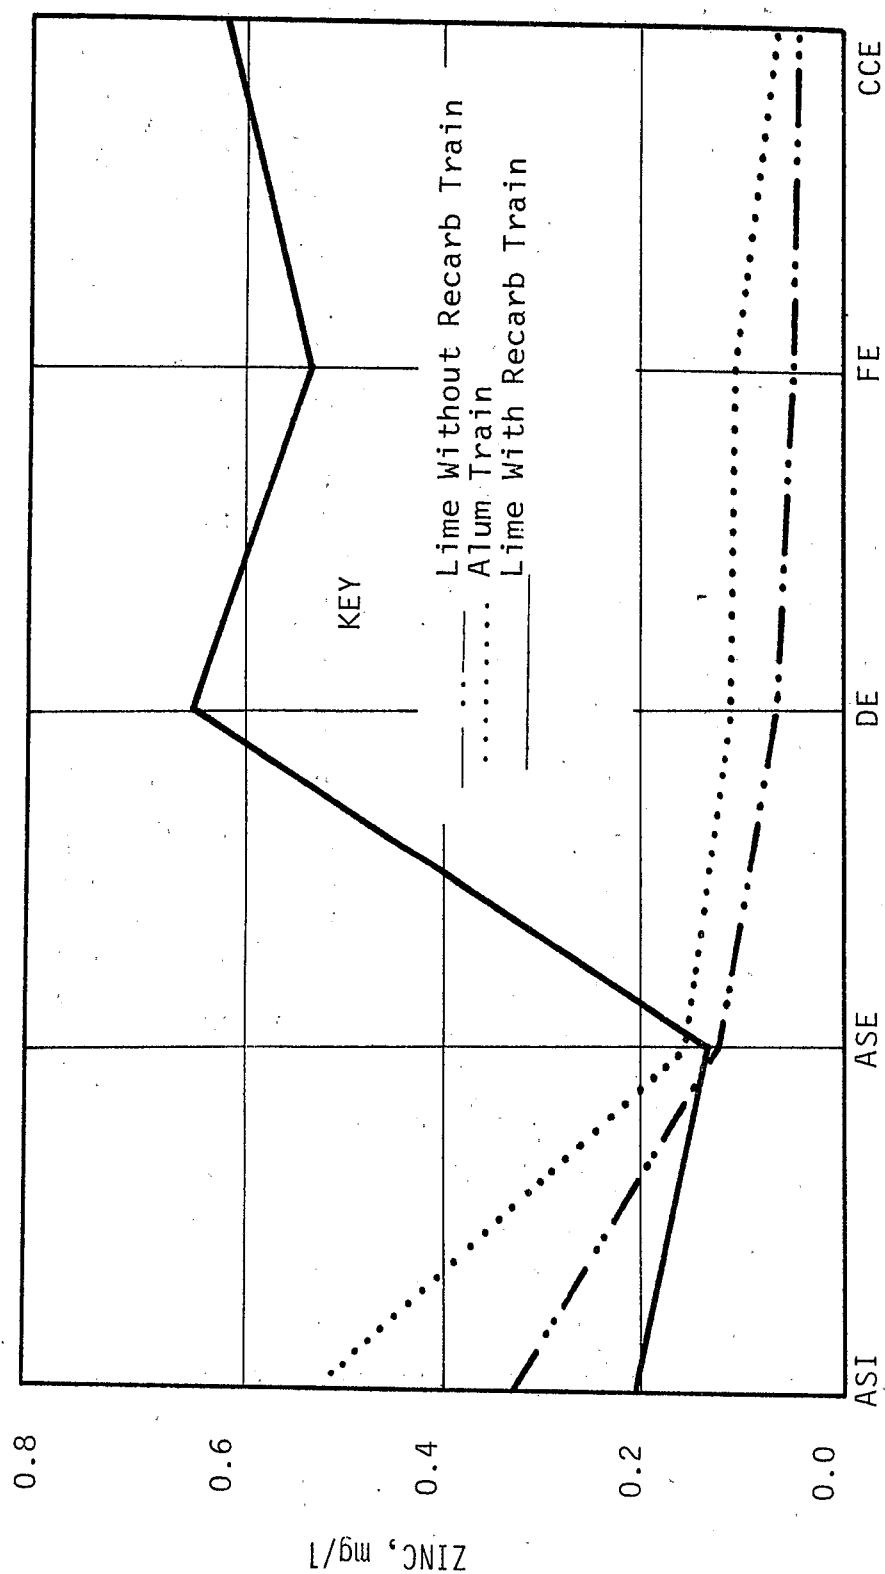 ZINC, mg/l
0.8
0.6
0.4
0.2
0.0
KEY
Lime Without Recarb Train
Alum Train
Lime With Recarb Train
ASI
ASE
DE
FE
CCE